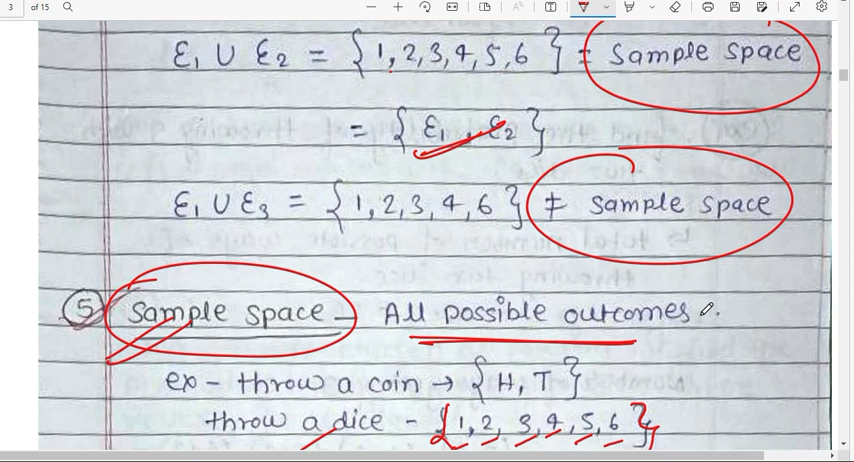 3 of 15
E₁ ∪ E₂ = {1,2,3,4,5,6} = Sample space
= {E₁, E₂}
E₁ ∪ E₃ = {1,2,3,4,6} ≠ Sample space
⑤ Sample space - All possible outcomes.
ex - throw a coin → {H, T}
throw a dice - {1, 2, 3, 4, 5, 6}